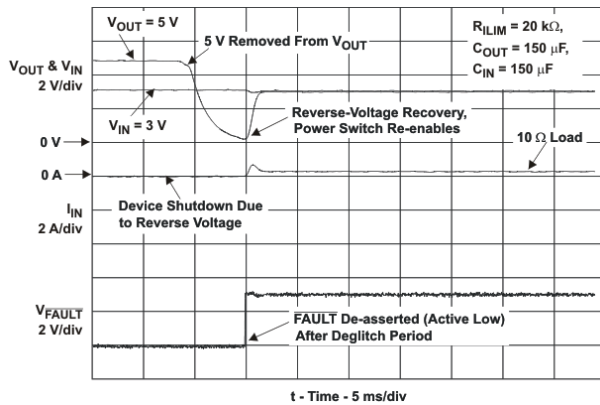 V_OUT = 5 V
5 V Removed From V_OUT
R_ILIM = 20 kΩ,
C_OUT = 150 μF,
C_IN = 150 μF
V_OUT & V_IN
2 V/div
V_IN = 3 V
Reverse-Voltage Recovery,
Power Switch Re-enables
0 V
10 Ω Load
0 A
Device Shutdown Due
to Reverse Voltage
I_IN
2 A/div
V_F̅A̅U̅L̅T̅
2 V/div
F̅A̅U̅L̅T̅ De-asserted (Active Low)
After Deglitch Period
t - Time - 5 ms/div